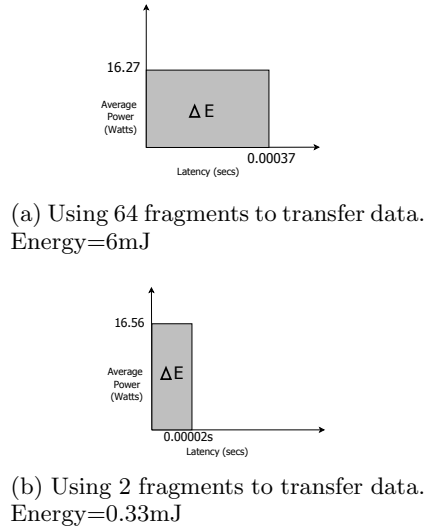 16.27
Average
Power
(Watts)
Δ E
0.00037
Latency (secs)
(a) Using 64 fragments to transfer data.
Energy=6mJ
16.56
Average
Power
(Watts)
ΔE
0.00002s
Latency (secs)
(b) Using 2 fragments to transfer data.
Energy=0.33mJ